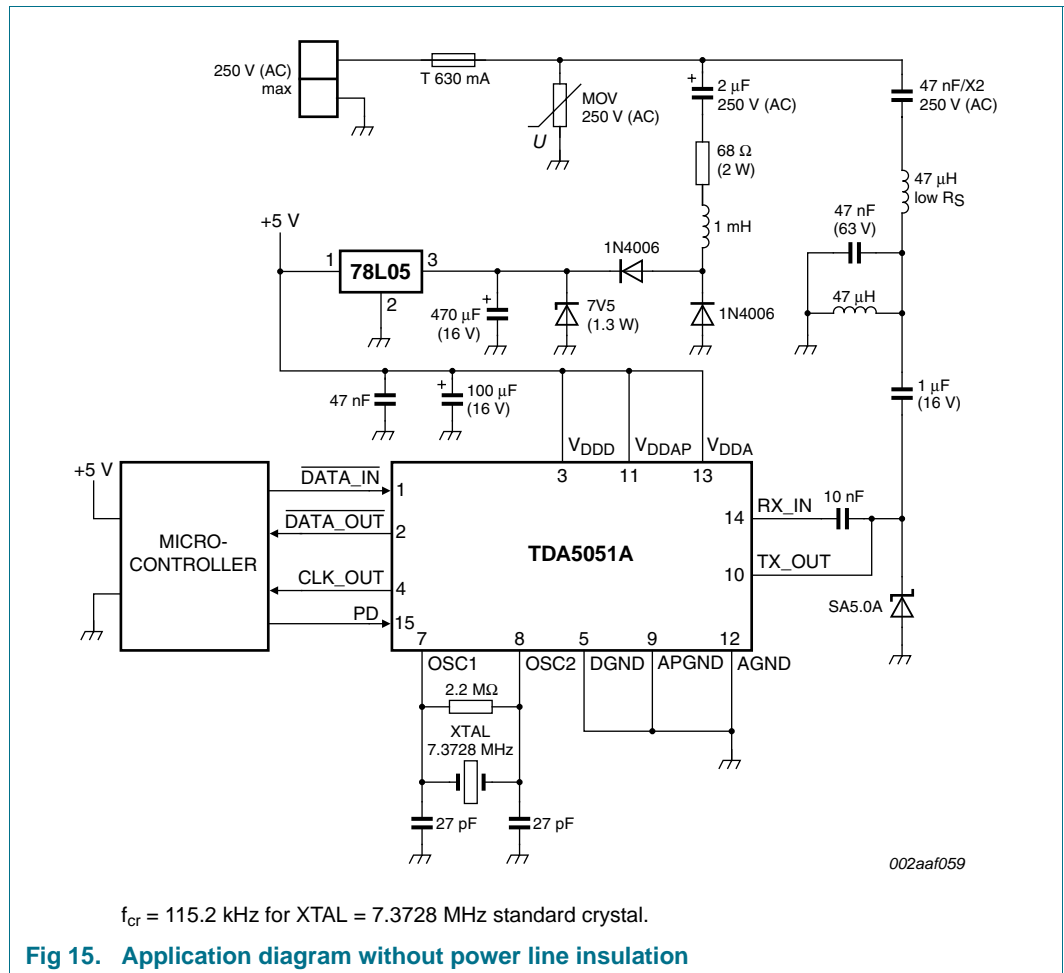 250 V (AC)
max
T 630 mA
MOV
250 V (AC)
U
+
2 μF
250 V (AC)
68 Ω
(2 W)
1 mH
47 nF/X2
250 V (AC)
47 μH
low RS
47 nF
(63 V)
47 μH
1 μF
(16 V)
+5 V
1
78L05
3
2
+
470 μF
(16 V)
7V5
(1.3 W)
1N4006
1N4006
47 nF
+
100 μF
(16 V)
VDDD
VDDAP
VDDA
3
11
13
+5 V
MICRO-
CONTROLLER
DATA_IN
1
DATA_OUT
2
CLK_OUT
4
PD
15
TDA5051A
14
RX_IN
10 nF
10
TX_OUT
SA5.0A
7
8
5
9
12
OSC1
OSC2
DGND
APGND
AGND
2.2 MΩ
XTAL
7.3728 MHz
27 pF
27 pF
002aaf059
fcr = 115.2 kHz for XTAL = 7.3728 MHz standard crystal.
Fig 15. Application diagram without power line insulation